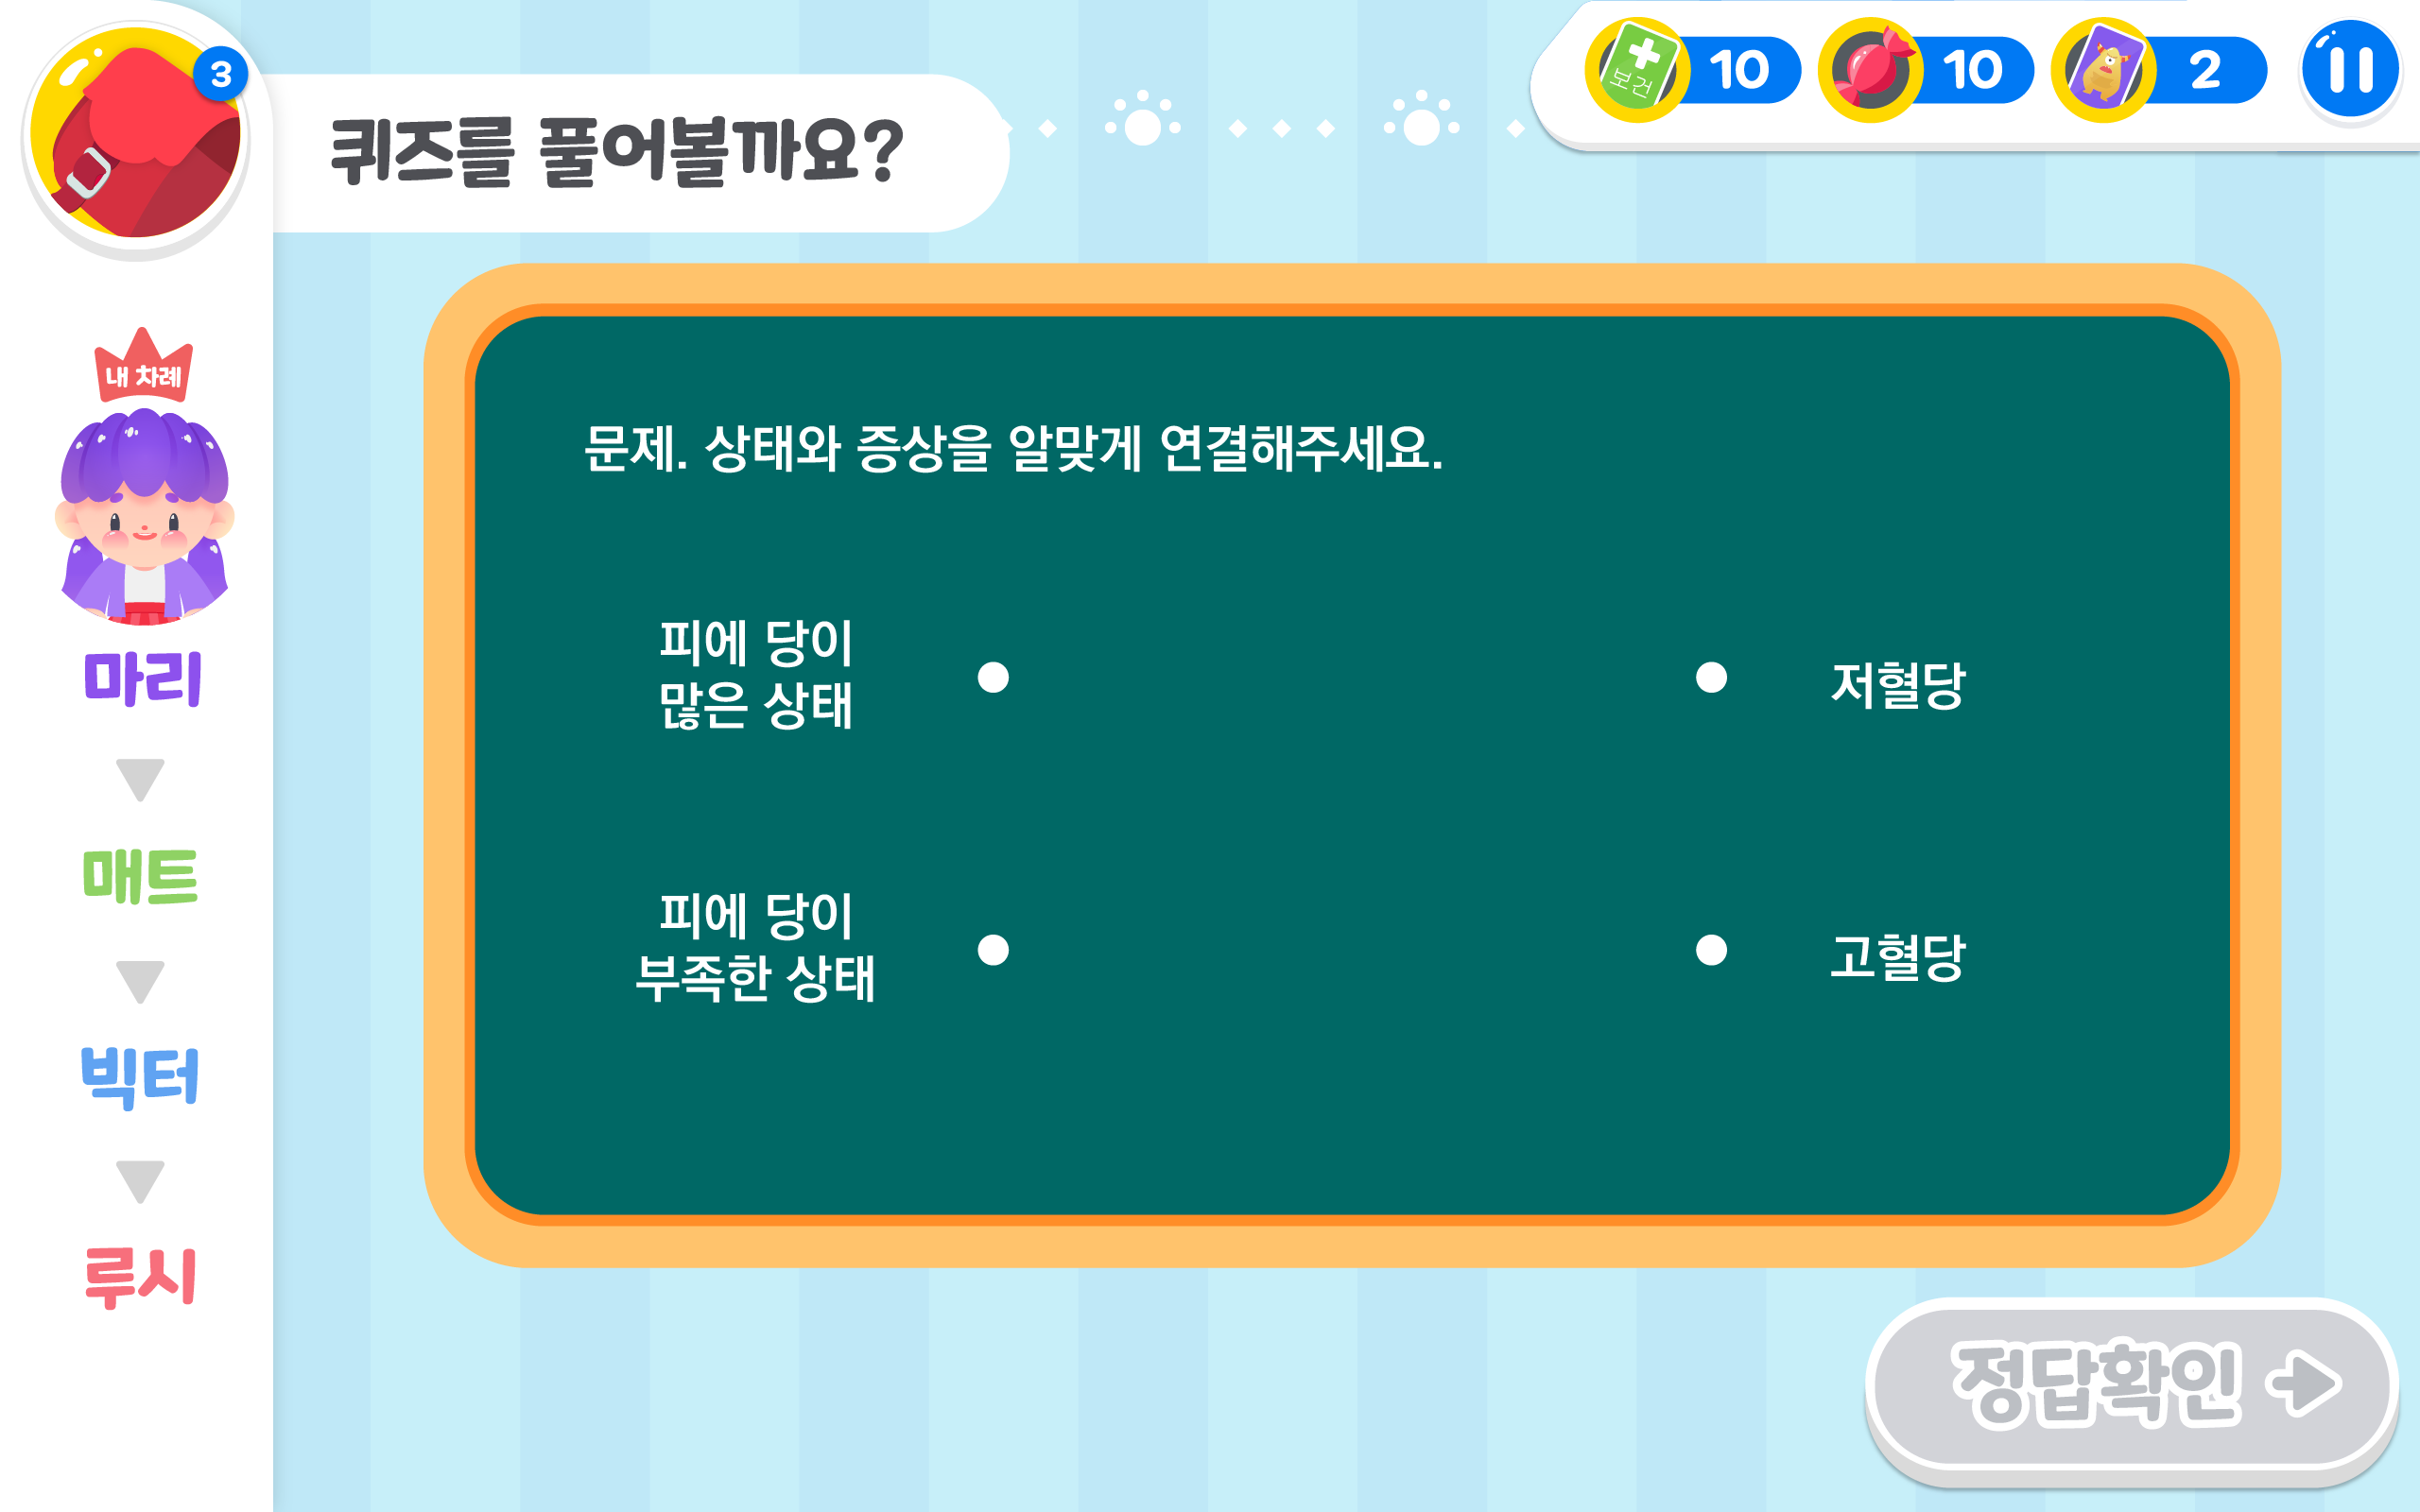 3
퀴즈를 풀어볼까요?
보건
10
10
2
내 차례
마리
매트
빅터
루시
문제. 상태와 증상을 알맞게 연결해주세요.
피에 당이
많은 상태
저혈당
피에 당이
부족한 상태
고혈당
정답확인